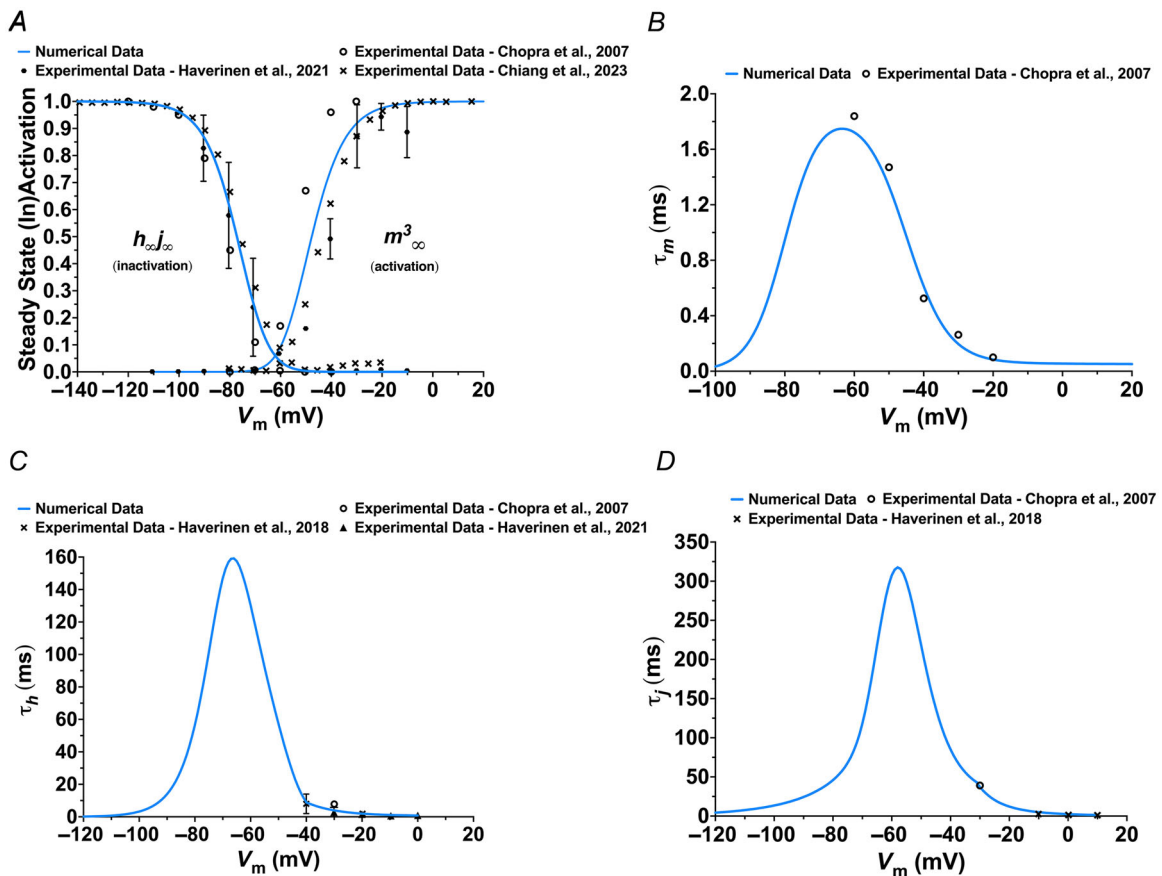 A
Numerical Data
Experimental Data - Chopra et al., 2007
Experimental Data - Haverinen et al., 2021
Experimental Data - Chiang et al., 2023
Steady State (In)Activation
1.0
0.9
0.8
0.7
0.6
0.5
0.4
0.3
0.2
0.1
0.0
h∞j∞
(inactivation)
m³∞
(activation)
−140 −120 −100 −80 −60 −40 −20 0 20
Vm (mV)
B
Numerical Data
Experimental Data - Chopra et al., 2007
τm (ms)
2.0
1.6
1.2
0.8
0.4
0.0
−100 −80 −60 −40 −20 0 20
Vm (mV)
C
Numerical Data
Experimental Data - Chopra et al., 2007
Experimental Data - Haverinen et al., 2018
Experimental Data - Haverinen et al., 2021
τh (ms)
160
140
120
100
80
60
40
20
0
−120 −100 −80 −60 −40 −20 0 20
Vm (mV)
D
Numerical Data
Experimental Data - Chopra et al., 2007
Experimental Data - Haverinen et al., 2018
τj (ms)
350
300
250
200
150
100
50
0
−120 −100 −80 −60 −40 −20 0 20
Vm (mV)